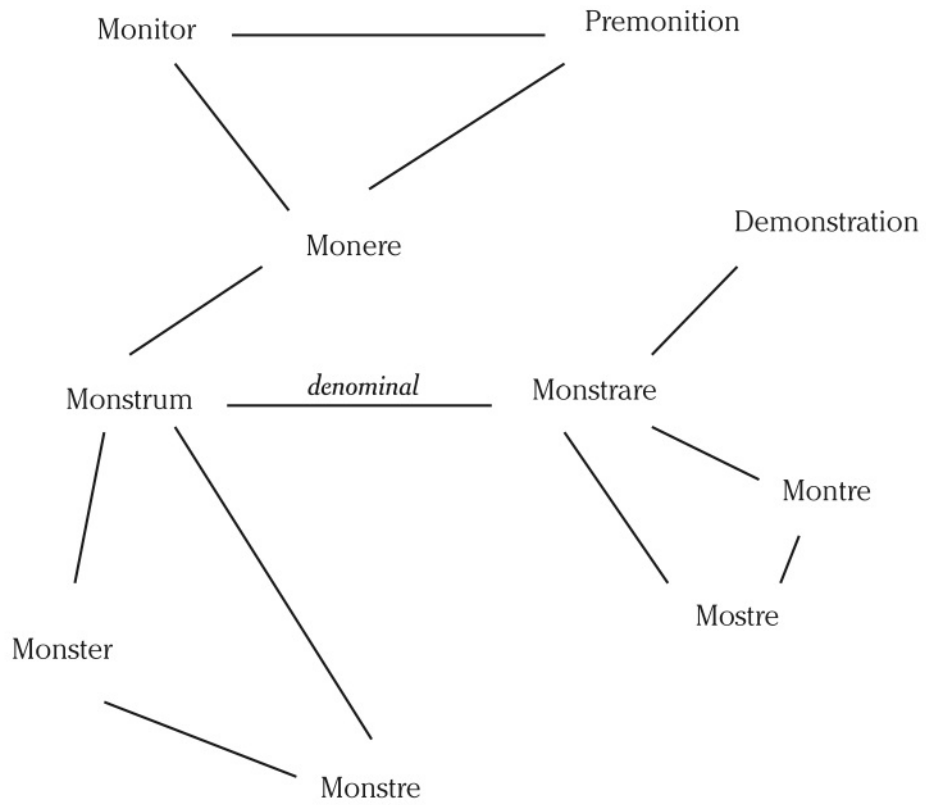 Monitor
Premonition
Monere
Demonstration
Monstrum
denominal
Monstrare
Montre
Mostre
Monster
Monstre